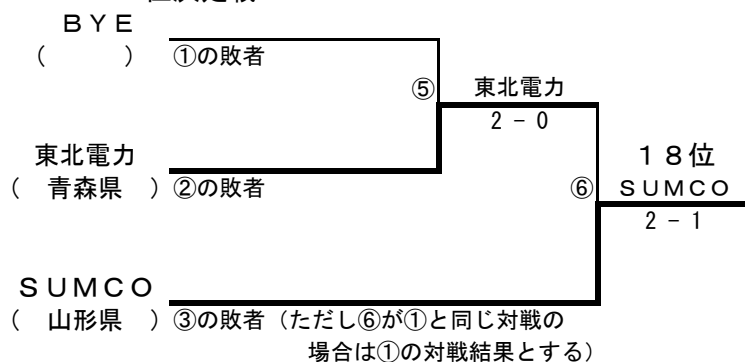 ＢＹＥ
（　　　）
①の敗者
⑤
東北電力
２－０
東北電力
（　青森県　）
②の敗者
⑥
１８位
ＳＵＭＣＯ
２－１
ＳＵＭＣＯ
（　山形県　）
③の敗者（ただし⑥が①と同じ対戦の
場合は①の対戦結果とする）